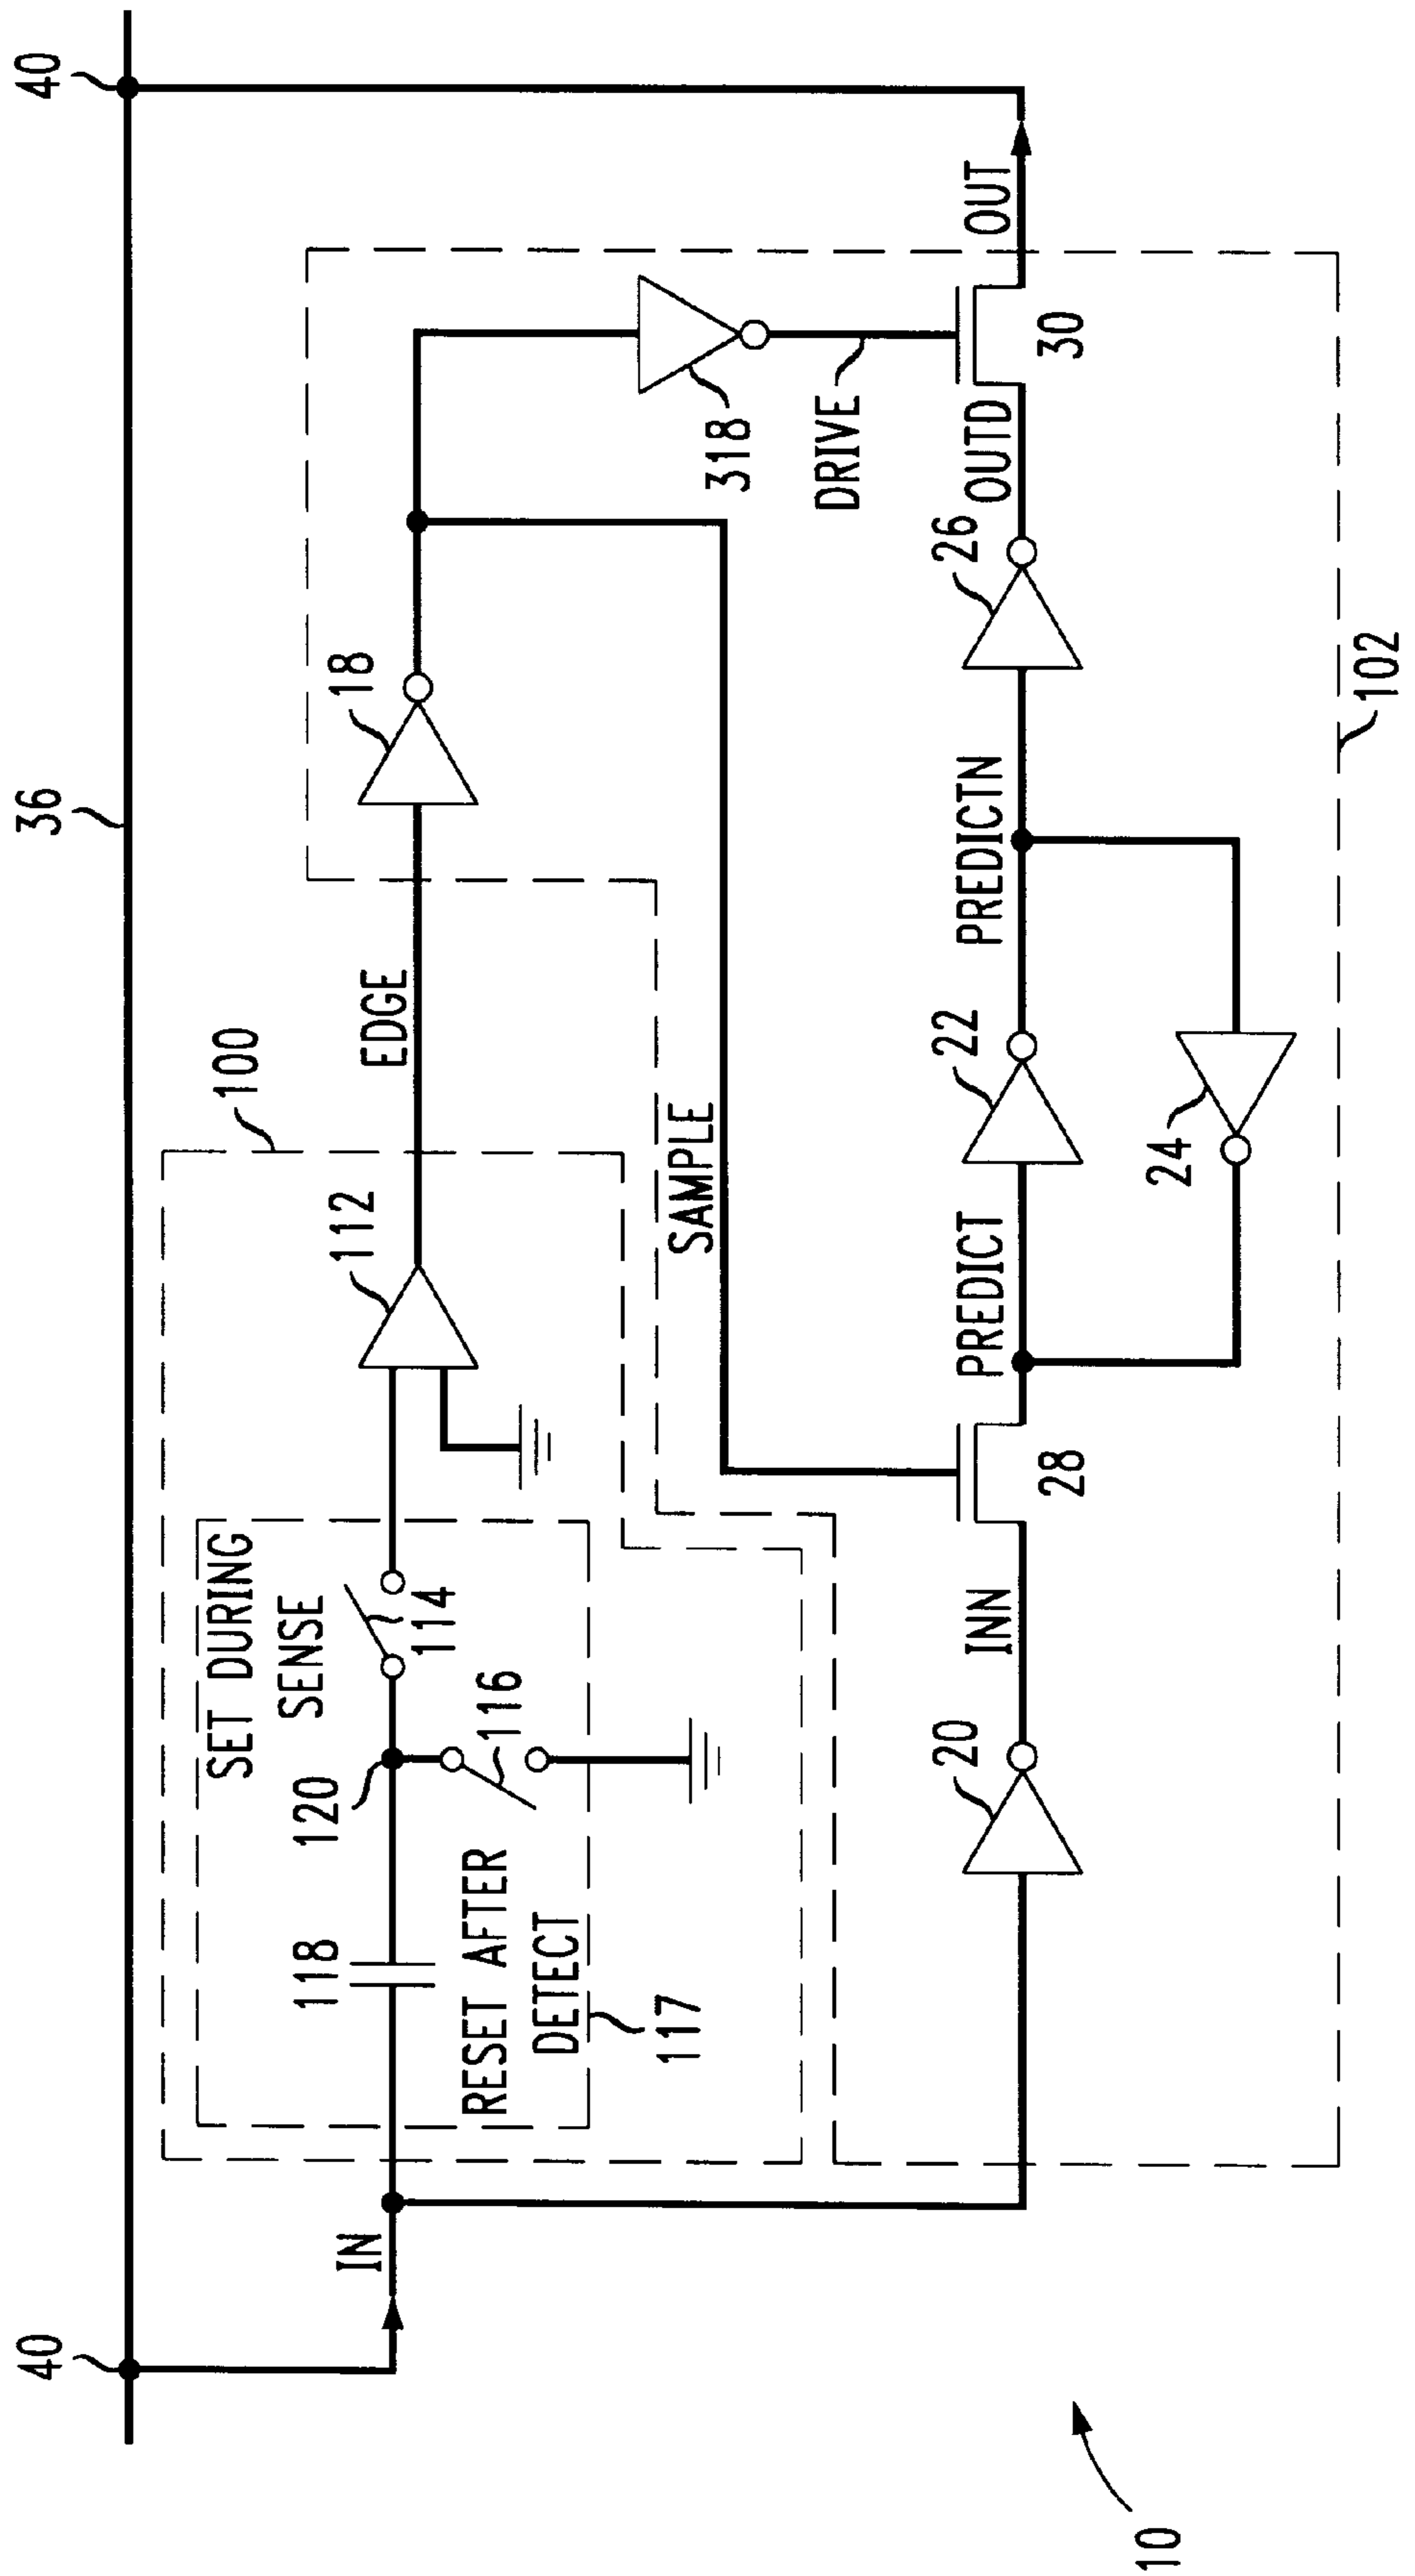 40
36
40
100
SET DURING
SENSE
120
114
116
118
RESET AFTER
DETECT
117
112
EDGE
18
318
DRIVE
SAMPLE
IN
20
INN
28
PREDICT
22
24
PREDICTN
26
OUTD
30
OUT
102
10